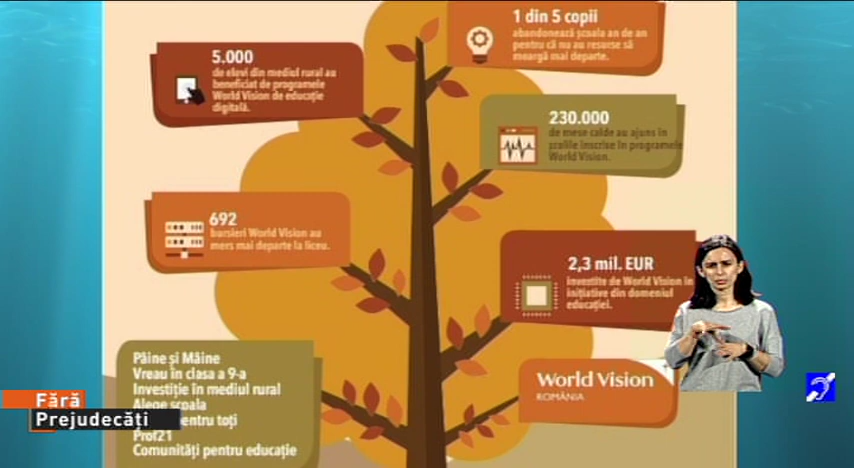 1 din 5 copii
abandonează școala an de an
pentru că nu au resurse să
meargă mai departe.
5.000
de elevi din mediul rural au
beneficiat de programele
World Vision de educație
digitală.
230.000
de mese calde au ajuns în
școlile înscrise în programele
World Vision.
692
bursieri World Vision au
mers mai departe la liceu.
2,3 mil. EUR
investite de World Vision în
inițiative din domeniul
educației.
Pâine și Mâine
Vreau în clasa a 9-a
Investiție în mediul rural
Alege școala
pentru toți
Prof21
Comunități pentru educație
World Vision
ROMÂNIA
Fără
Prejudecăți